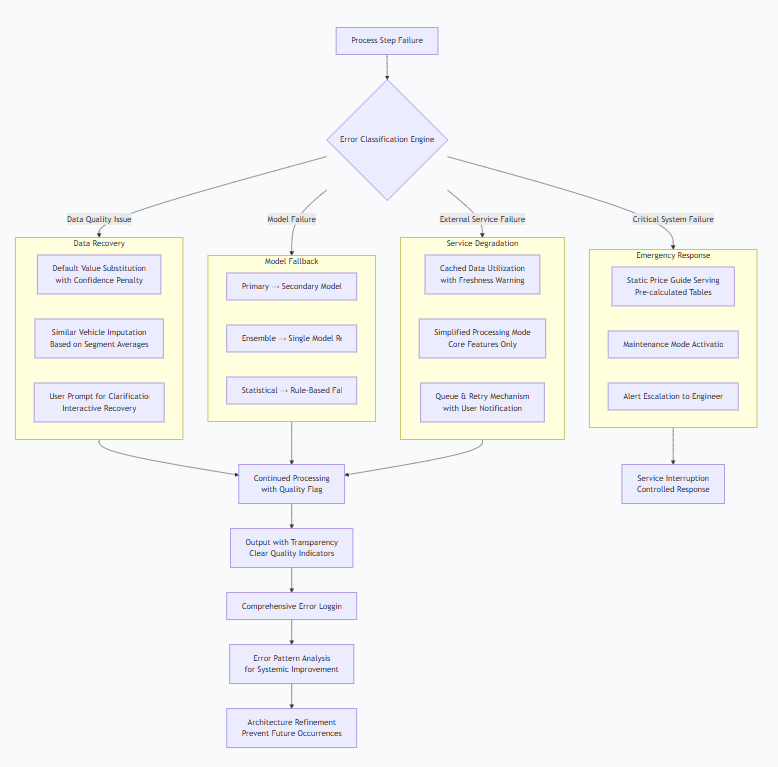 Process Step Failure
Error Classification Engine
Data Quality Issue
Model Failure
External Service Failure
Critical System Failure
Data Recovery
Default Value Substitution
with Confidence Penalty
Similar Vehicle Imputation
Based on Segment Averages
User Prompt for Clarification
Interactive Recovery
Model Fallback
Primary → Secondary Model
Ensemble → Single Model Re
Statistical → Rule-Based Fal
Service Degradation
Cached Data Utilization
with Freshness Warning
Simplified Processing Mode
Core Features Only
Queue & Retry Mechanism
with User Notification
Emergency Response
Static Price Guide Serving
Pre-calculated Tables
Maintenance Mode Activatio
Alert Escalation to Engineer
Continued Processing
with Quality Flag
Service Interruption
Controlled Response
Output with Transparency
Clear Quality Indicators
Comprehensive Error Loggin
Error Pattern Analysis
for Systemic Improvement
Architecture Refinement
Prevent Future Occurrences